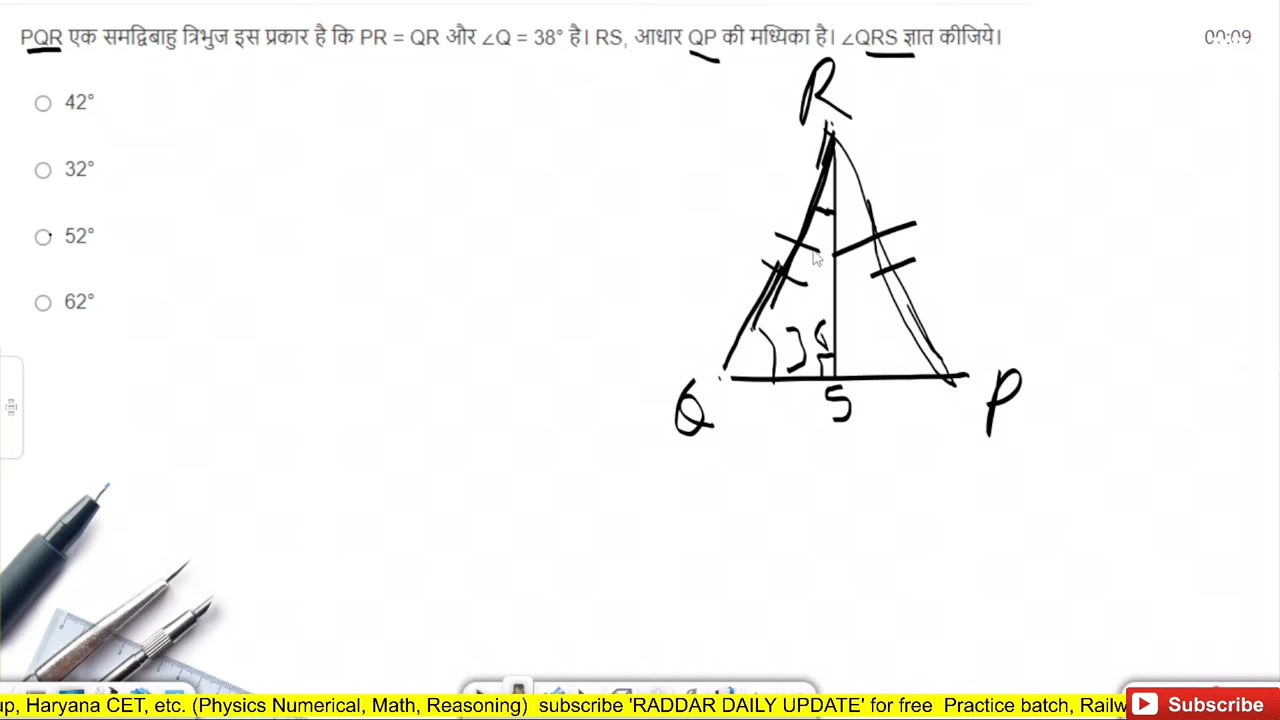 PQR एक समद्विबाहु त्रिभुज इस प्रकार है कि PR = QR और ∠Q = 38° है। RS, आधार QP की मध्यिका है। ∠QRS ज्ञात कीजिये।
00:09
42°
32°
52°
62°
R
38
Q
S
P
up, Haryana CET, etc. (Physics Numerical, Math, Reasoning) subscribe 'RADDAR DAILY UPDATE' for free Practice batch, Railw
Subscribe